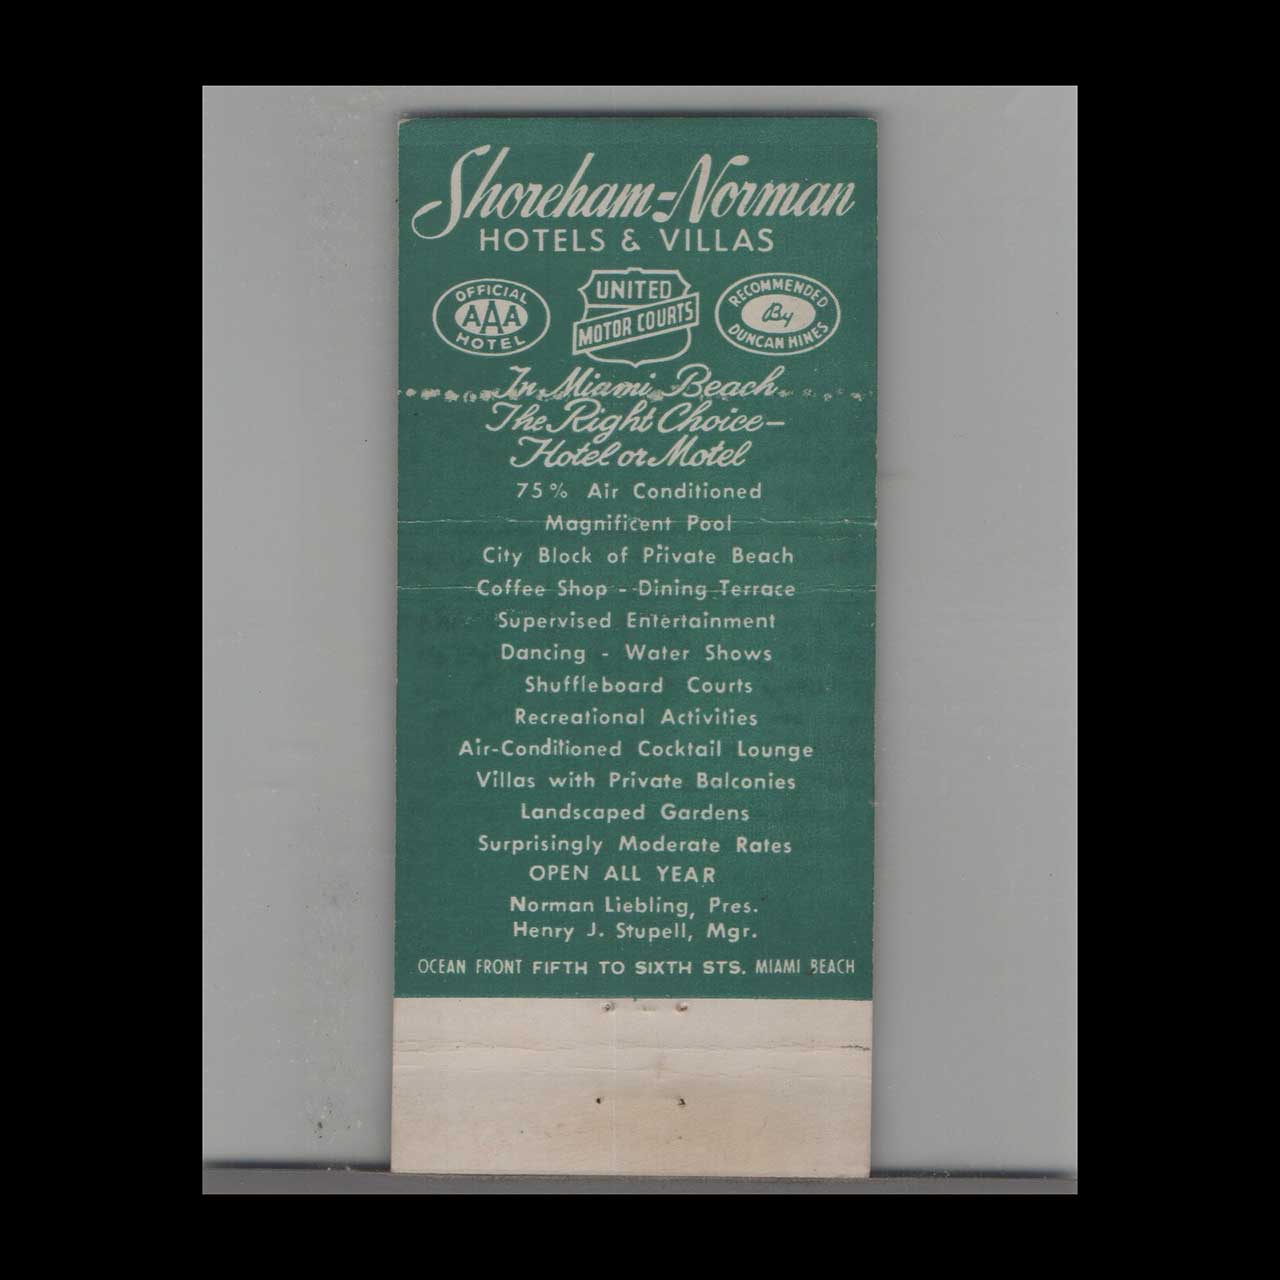 Shoreham-Norman
HOTELS & VILLAS
OFFICIAL
AAA
HOTEL
UNITED
MOTOR COURTS
RECOMMENDED
By
DUNCAN HINES
In Miami Beach
The Right Choice-
Hotel or Motel
75% Air Conditioned
Magnificent Pool
City Block of Private Beach
Coffee Shop - Dining Terrace
Supervised Entertainment
Dancing - Water Shows
Shuffleboard Courts
Recreational Activities
Air-Conditioned Cocktail Lounge
Villas with Private Balconies
Landscaped Gardens
Surprisingly Moderate Rates
OPEN ALL YEAR
Norman Liebling, Pres.
Henry J. Stupell, Mgr.
OCEAN FRONT FIFTH TO SIXTH STS. MIAMI BEACH